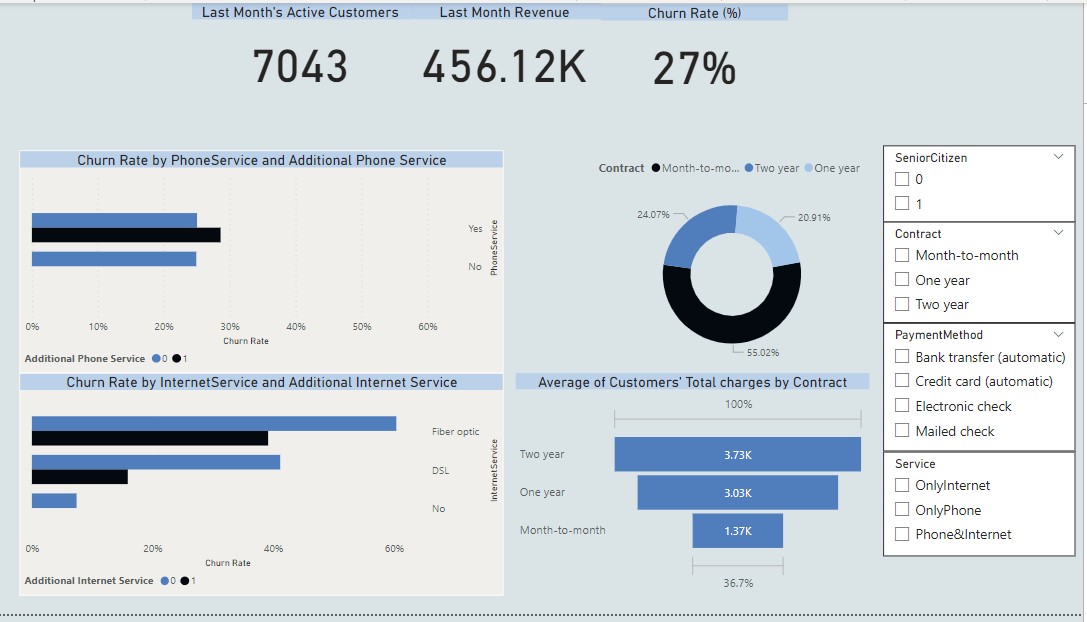 Last Month's Active Customers
Last Month Revenue
Churn Rate (%)
7043
456.12K
27%
Churn Rate by PhoneService and Additional Phone Service
Yes
No
PhoneService
0% 10% 20% 30% 40% 50% 60%
Churn Rate
Additional Phone Service 0 1
Churn Rate by InternetService and Additional Internet Service
Fiber optic
DSL
No
InternetService
0% 20% 40% 60%
Churn Rate
Additional Internet Service 0 1
Contract Month-to-mo... Two year One year
24.07%
20.91%
55.02%
Average of Customers' Total charges by Contract
100%
Two year 3.73K
One year 3.03K
Month-to-month 1.37K
36.7%
SeniorCitizen
0
1
Contract
Month-to-month
One year
Two year
PaymentMethod
Bank transfer (automatic)
Credit card (automatic)
Electronic check
Mailed check
Service
OnlyInternet
OnlyPhone
Phone&Internet